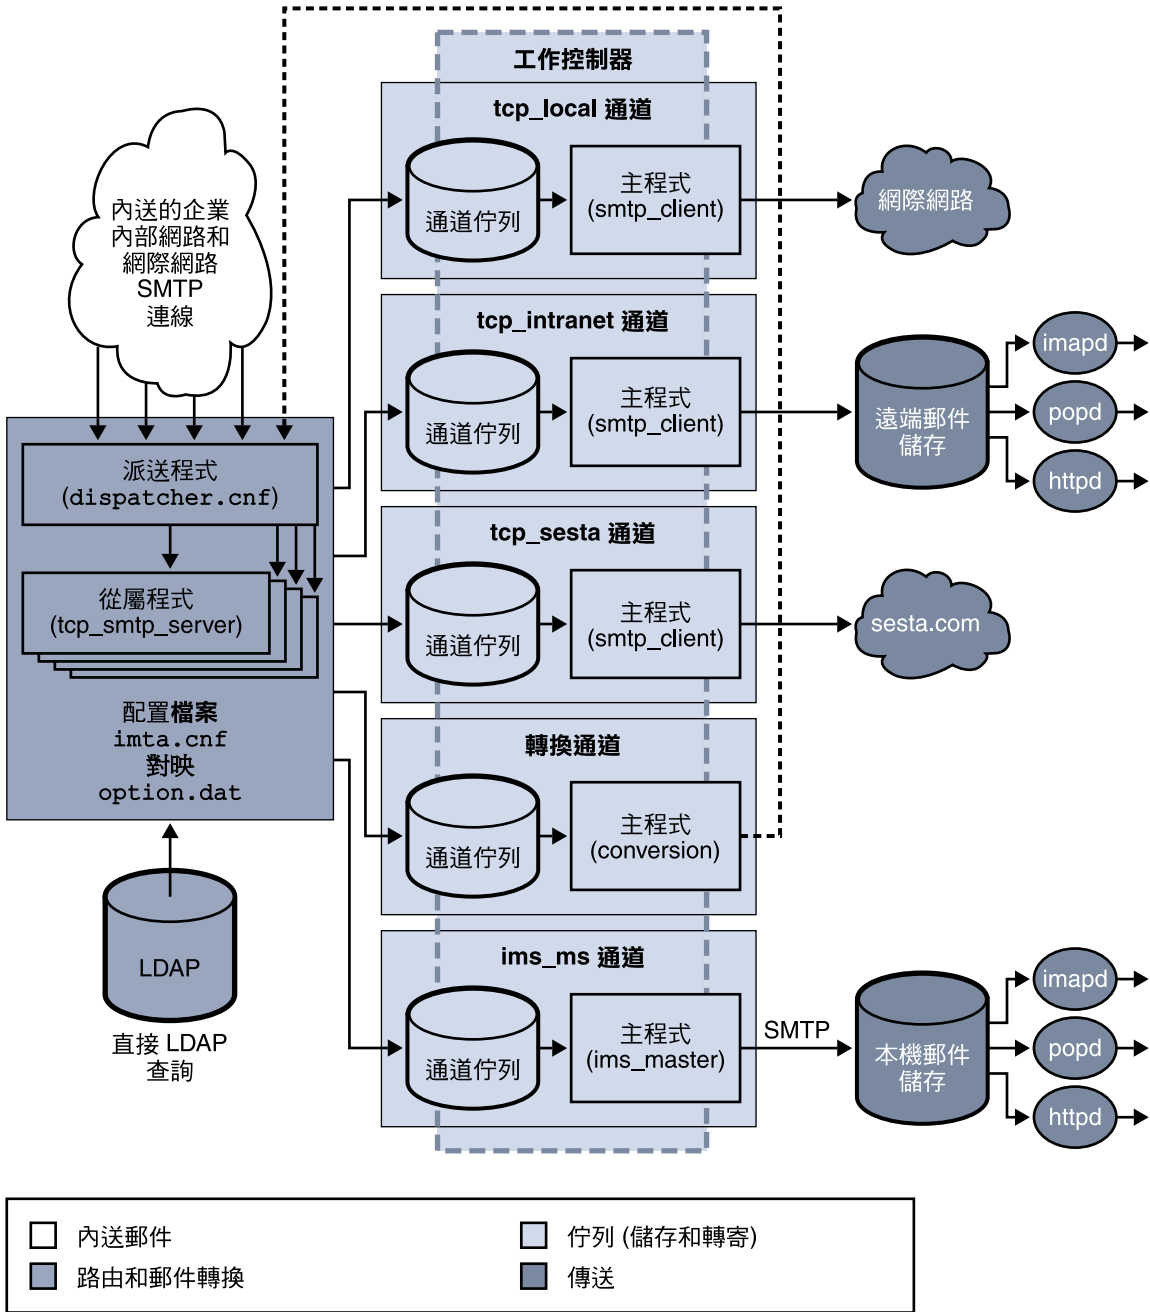 工作控制器
tcp_local 通道
通道佇列
主程式
(smtp_client)
網際網路
內送的企業
內部網路和
網際網路
SMTP
連線
tcp_intranet 通道
通道佇列
主程式
(smtp_client)
遠端郵件
儲存
imapd
popd
httpd
派送程式
(dispatcher.cnf)
從屬程式
(tcp_smtp_server)
配置檔案
imta.cnf
對映
option.dat
tcp_sesta 通道
通道佇列
主程式
(smtp_client)
sesta.com
轉換通道
通道佇列
主程式
(conversion)
LDAP
直接 LDAP
查詢
ims_ms 通道
通道佇列
主程式
(ims_master)
SMTP
本機郵件
儲存
imapd
popd
httpd
內送郵件
路由和郵件轉換
佇列 (儲存和轉寄)
傳送